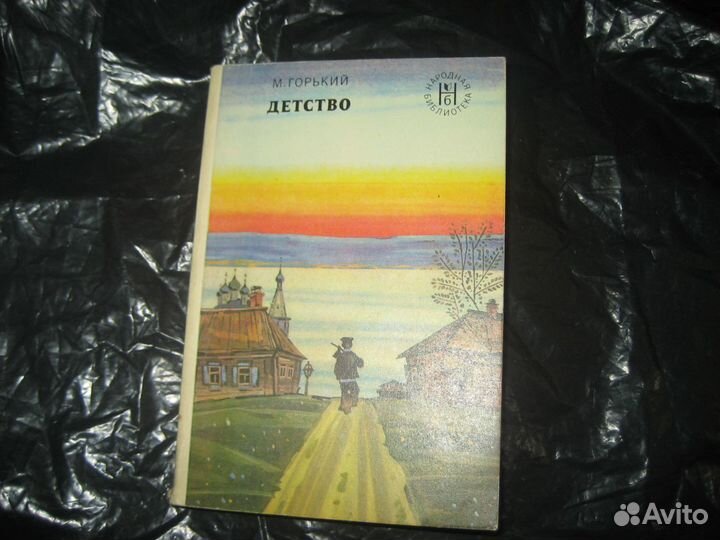 М. ГОРЬКИЙ
ДЕТСТВО
НАРОДНАЯ
БИБЛИОТЕКА
Н
б
Avito